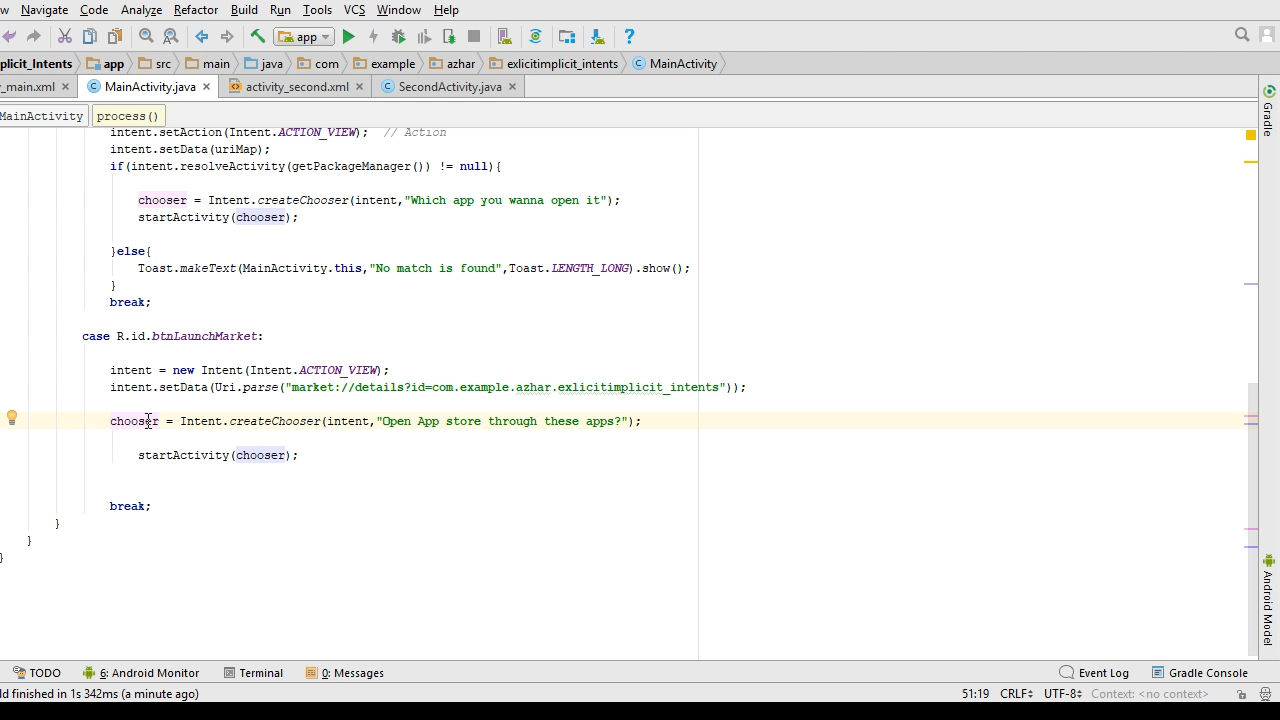 w Navigate Code Analyze Refactor Build Run Tools VCS Window Help
app
plicit_Intents app src main java com example azhar exlicitimplicit_intents MainActivity
_main.xml MainActivity.java activity_second.xml SecondActivity.java
MainActivity process()
intent.setAction(Intent.ACTION_VIEW); // Action
intent.setData(uriMap);
if(intent.resolveActivity(getPackageManager()) != null){
chooser = Intent.createChooser(intent,"Which app you wanna open it");
startActivity(chooser);
}else{
Toast.makeText(MainActivity.this,"No match is found",Toast.LENGTH_LONG).show();
}
break;
case R.id.btnLaunchMarket:
intent = new Intent(Intent.ACTION_VIEW);
intent.setData(Uri.parse("market://details?id=com.example.azhar.exlicitimplicit_intents"));
chooser = Intent.createChooser(intent,"Open App store through these apps?");
startActivity(chooser);
break;
}
}
}
Gradle
Android Model
TODO 6: Android Monitor Terminal 0: Messages Event Log Gradle Console
ld finished in 1s 342ms (a minute ago) 51:19 CRLF UTF-8 Context: <no context>